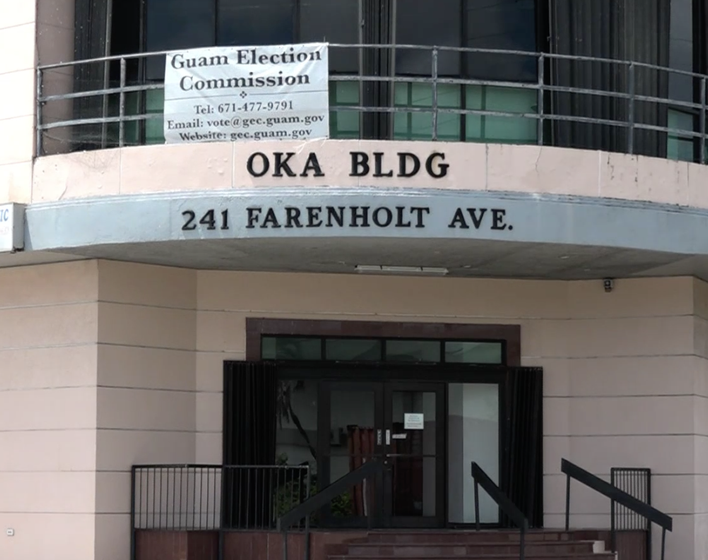 Guam Election
Commission
Tel: 671-477-9791
Email: vote@gec.guam.gov
Website: gec.guam.gov
OKA BLDG
241 FARENHOLT AVE.
IC